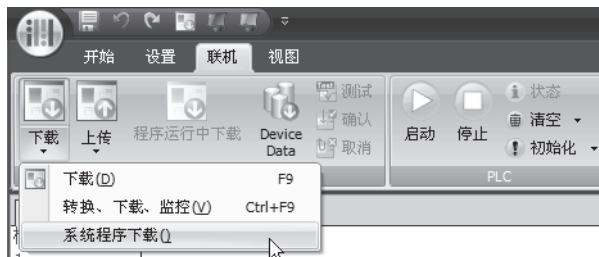 开始 设置 联机 视图
下载 上传 程序运行中下载 Device Data 测试 确认 取消 启动 停止 状态 清空 初始化
PLC
下载(D) F9
转换、下载、监控(V) Ctrl+F9
系统程序下载()